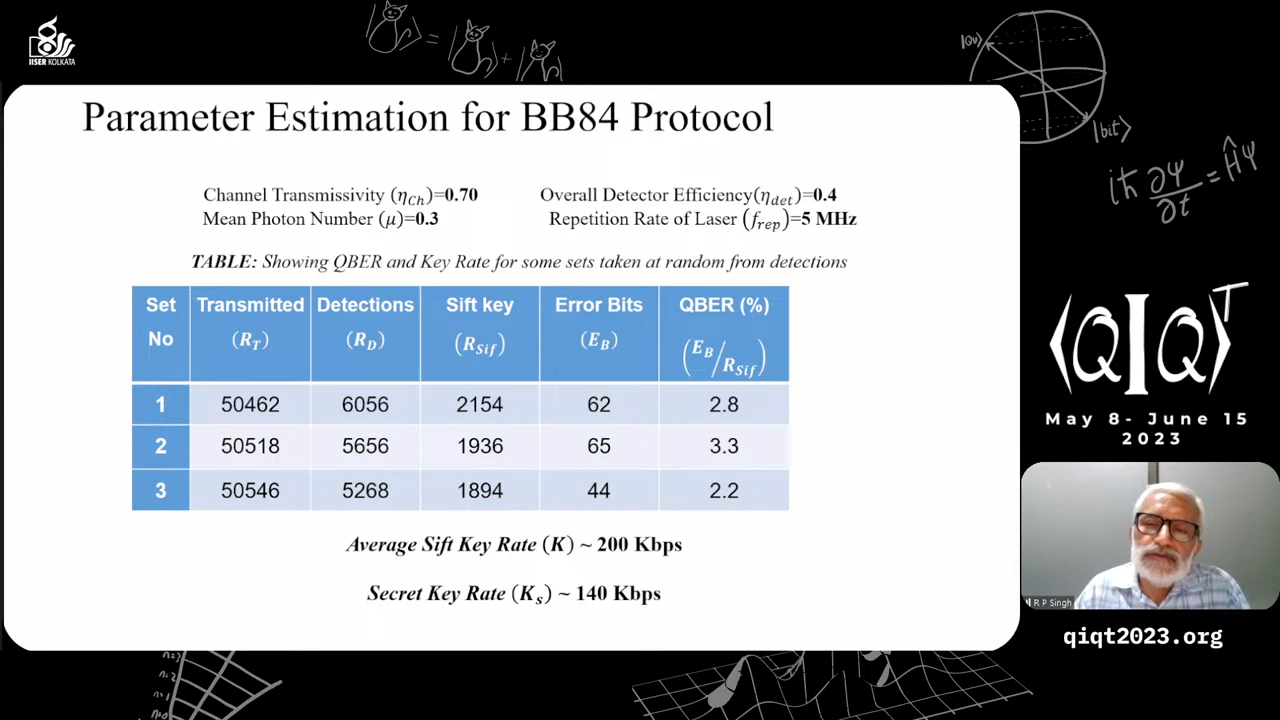 IISER KOLKATA
Parameter Estimation for BB84 Protocol
Channel Transmissivity (η_Ch)=0.70 Overall Detector Efficiency(η_det)=0.4
Mean Photon Number (μ)=0.3 Repetition Rate of Laser (f_rep)=5 MHz
TABLE: Showing QBER and Key Rate for some sets taken at random from detections
Set No Transmitted (R_T) Detections (R_D) Sift key (R_Sif) Error Bits (E_B) QBER (%) (E_B/R_Sif)
1 50462 6056 2154 62 2.8
2 50518 5656 1936 65 3.3
3 50546 5268 1894 44 2.2
Average Sift Key Rate (K) ~ 200 Kbps
Secret Key Rate (K_s) ~ 140 Kbps
|Qu⟩
|bit⟩
iħ ∂ψ/∂t = Ĥψ
⟨QIQ⟩T
May 8- June 15
2023
R P Singh
qiqt2023.org
n=2
n=1
n=0